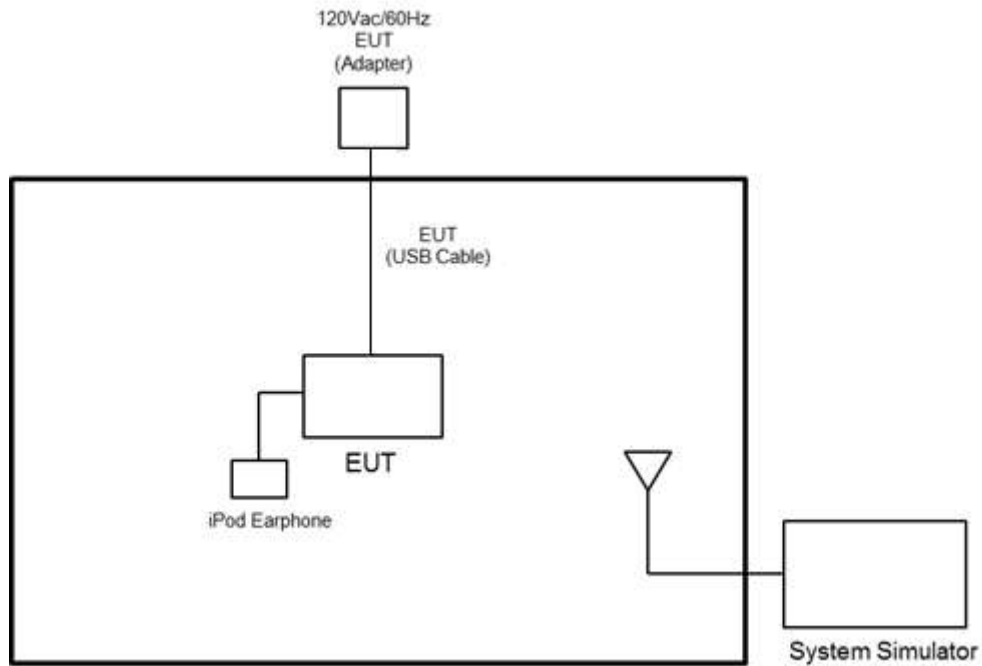 120Vac/60Hz
EUT
(Adapter)
EUT
(USB Cable)
EUT
iPod Earphone
System Simulator